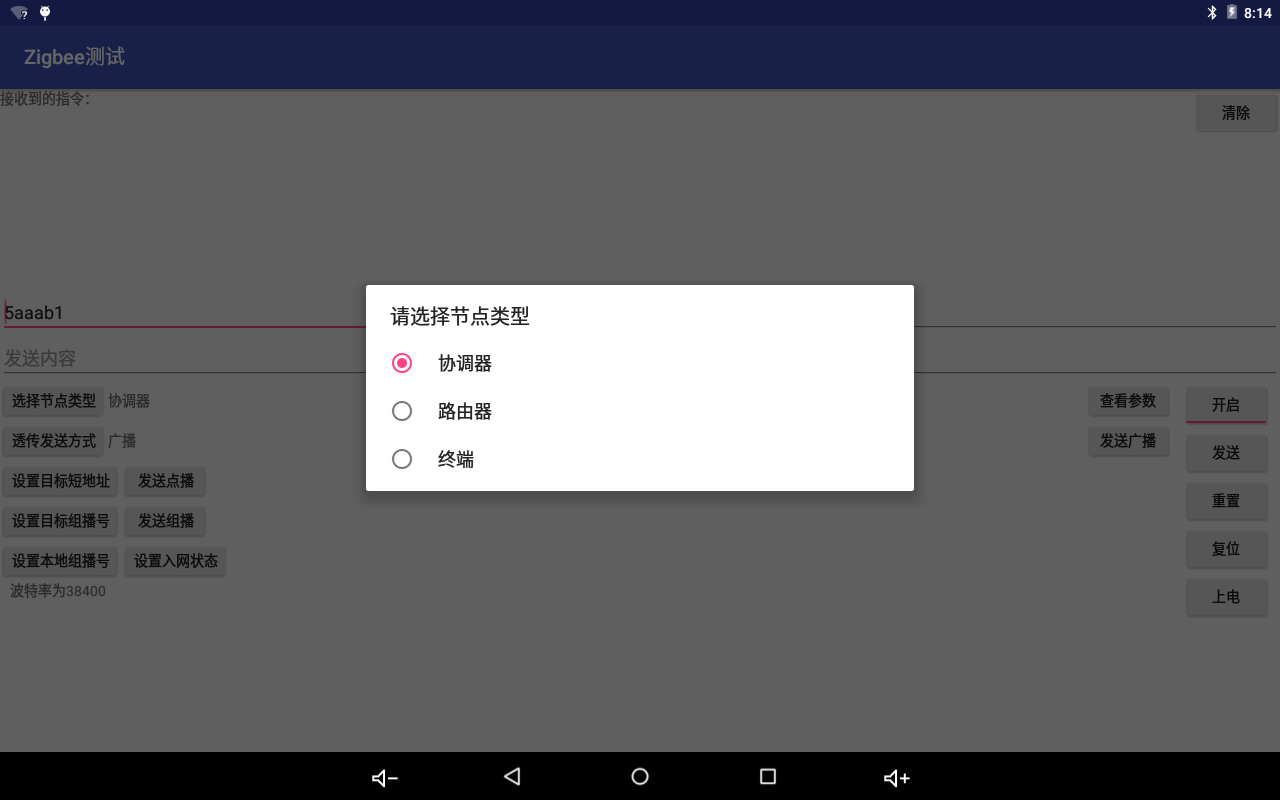 8:14
Zigbee测试
接收到的指令:
清除
5aaab1
发送内容
请选择节点类型
协调器
路由器
终端
选择节点类型 协调器 查看参数 开启
透传发送方式 广播 发送广播 发送
设置目标短地址 发送点播 重置
设置目标组播号 发送组播 复位
设置本地组播号 设置入网状态 上电
波特率为38400